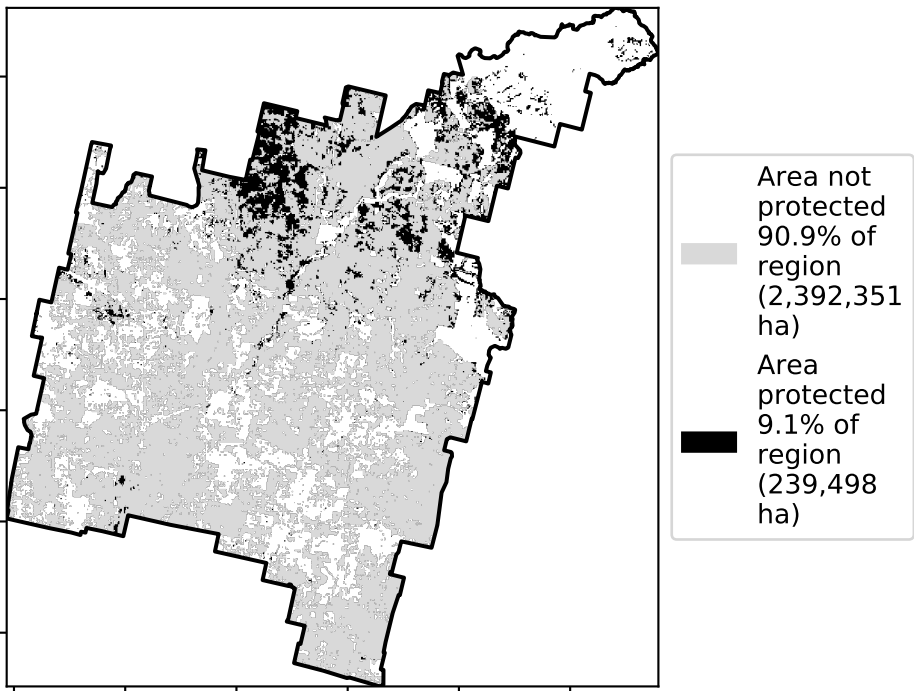 Area not
protected
90.9% of
region
(2,392,351
ha)
Area
protected
9.1% of
region
(239,498
ha)